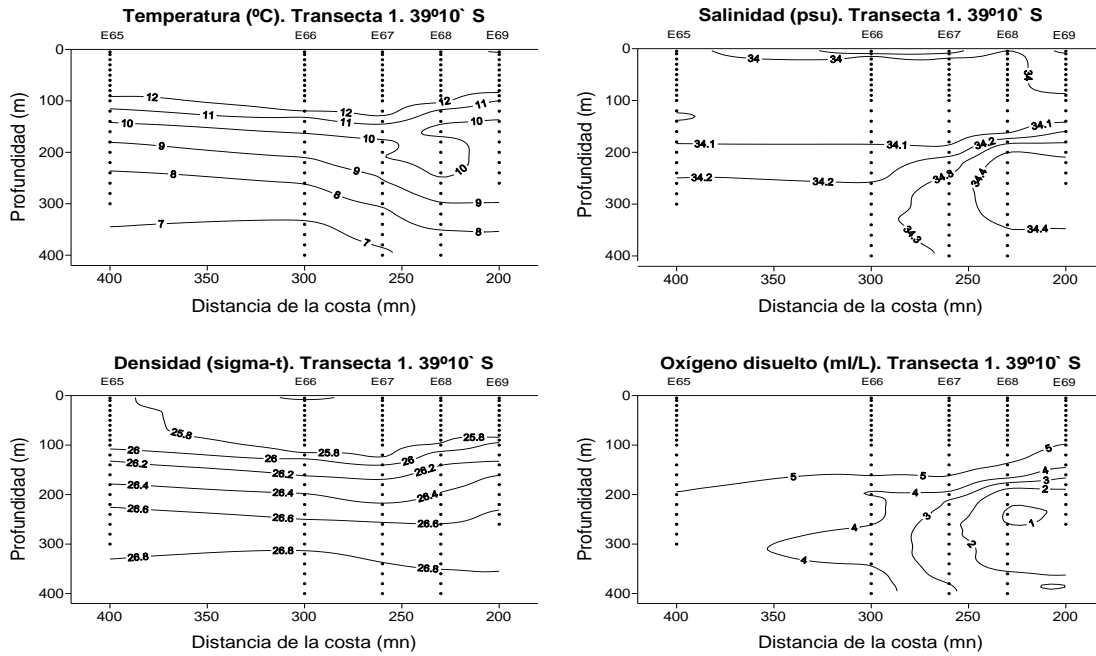 Temperatura (ºC). Transecta 1. 39º10` S
E65 E66 E67 E68 E69
0
100
200
300
400
Profundidad (m)
12 12 12 11
11 11 10
10 10 10
9 9 9
8 8 8
7 7
400 350 300 250 200
Distancia de la costa (mn)
Salinidad (psu). Transecta 1. 39º10` S
E65 E66 E67 E68 E69
0
100
200
300
400
Profundidad (m)
34 34 34
34.1 34.1 34.1
34.2 34.2 34.2
34.3 34.3
34.4 34.4
400 350 300 250 200
Distancia de la costa (mn)
Densidad (sigma-t). Transecta 1. 39º10` S
E65 E66 E67 E68 E69
0
100
200
300
400
Profundidad (m)
25.8 25.8 25.8
26 26 26
26.2 26.2 26.2
26.4 26.4 26.4
26.6 26.6 26.6
26.8 26.8 26.8
400 350 300 250 200
Distancia de la costa (mn)
Oxígeno disuelto (ml/L). Transecta 1. 39º10` S
E65 E66 E67 E68 E69
0
100
200
300
400
Profundidad (m)
5 5 5
4 4 4 4
3 3
2 2
1
400 350 300 250 200
Distancia de la costa (mn)